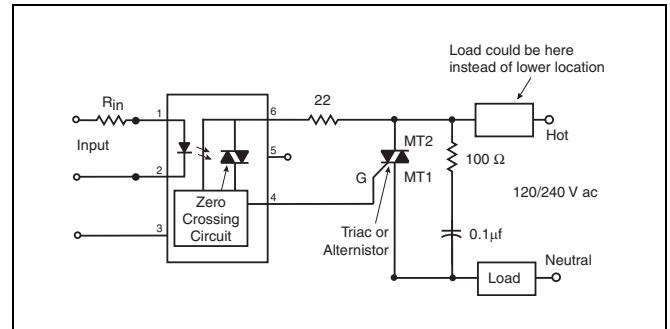 Load could be here
instead of lower location
Rin
1
6
22
Hot
Input
5
MT2
100 Ω
G
MT1
2
4
120/240 V ac
Zero
Crossing
Circuit
Triac or
Alternistor
0.1µf
3
Neutral
Load